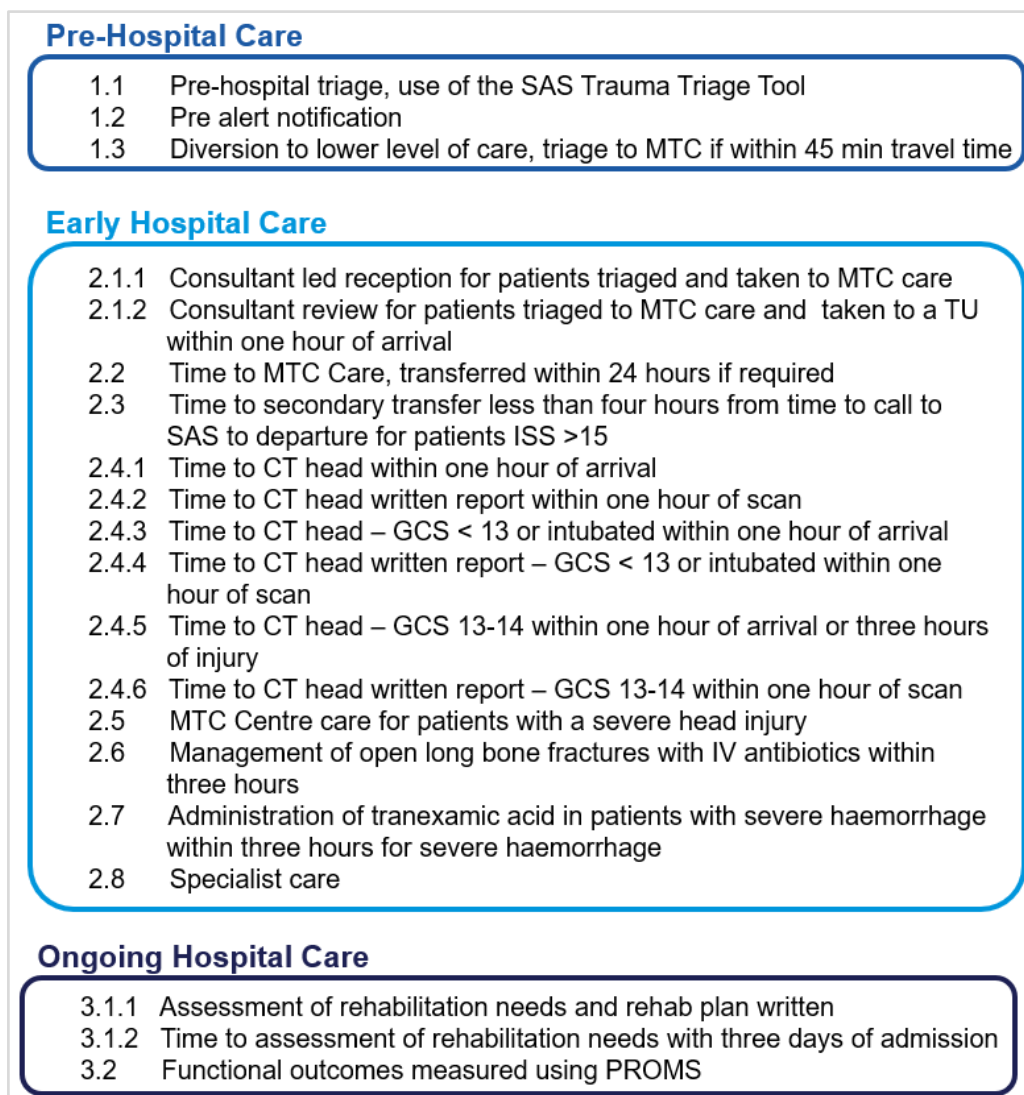 Pre-Hospital Care
1.1 Pre-hospital triage, use of the SAS Trauma Triage Tool
1.2 Pre alert notification
1.3 Diversion to lower level of care, triage to MTC if within 45 min travel time
Early Hospital Care
2.1.1 Consultant led reception for patients triaged and taken to MTC care
2.1.2 Consultant review for patients triaged to MTC care and taken to a TU
within one hour of arrival
2.2 Time to MTC Care, transferred within 24 hours if required
2.3 Time to secondary transfer less than four hours from time to call to
SAS to departure for patients ISS >15
2.4.1 Time to CT head within one hour of arrival
2.4.2 Time to CT head written report within one hour of scan
2.4.3 Time to CT head – GCS < 13 or intubated within one hour of arrival
2.4.4 Time to CT head written report – GCS < 13 or intubated within one
hour of scan
2.4.5 Time to CT head – GCS 13-14 within one hour of arrival or three hours
of injury
2.4.6 Time to CT head written report – GCS 13-14 within one hour of scan
2.5 MTC Centre care for patients with a severe head injury
2.6 Management of open long bone fractures with IV antibiotics within
three hours
2.7 Administration of tranexamic acid in patients with severe haemorrhage
within three hours for severe haemorrhage
2.8 Specialist care
Ongoing Hospital Care
3.1.1 Assessment of rehabilitation needs and rehab plan written
3.1.2 Time to assessment of rehabilitation needs with three days of admission
3.2 Functional outcomes measured using PROMS